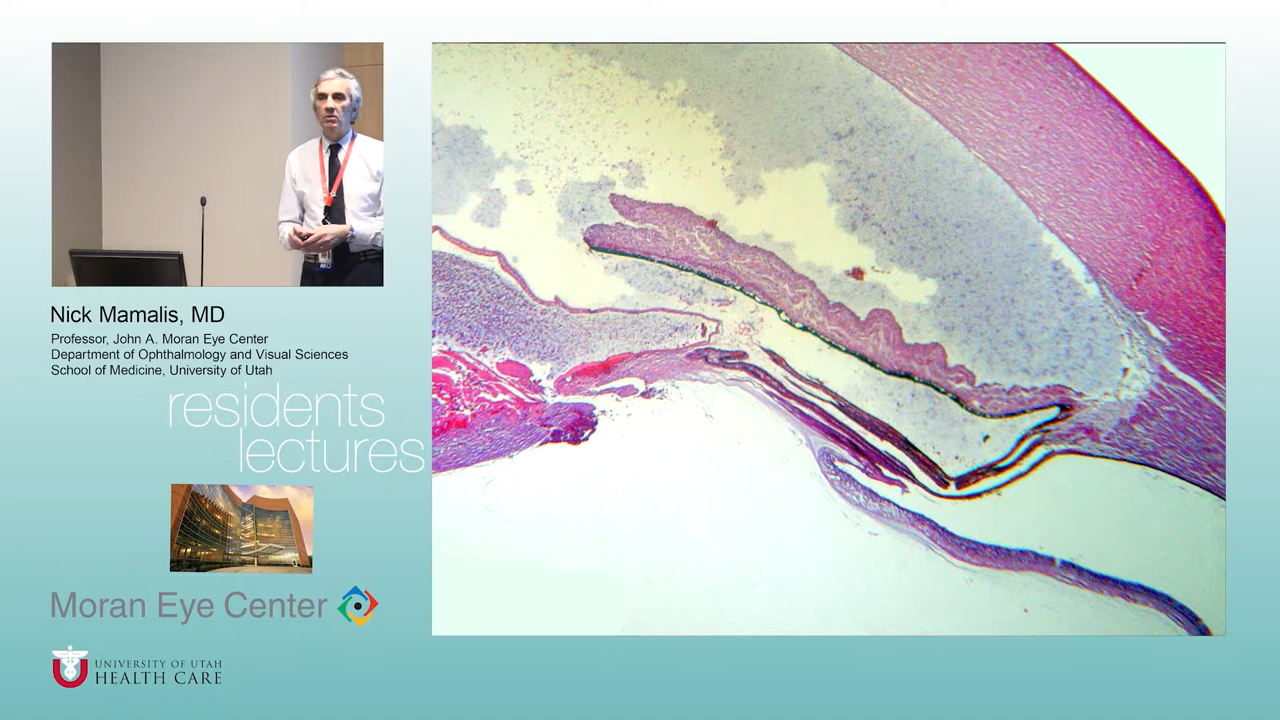 Nick Mamalis, MD
Professor, John A. Moran Eye Center
Department of Ophthalmology and Visual Sciences
School of Medicine, University of Utah
residents
lectures
Moran Eye Center
UNIVERSITY OF UTAH
HEALTH CARE